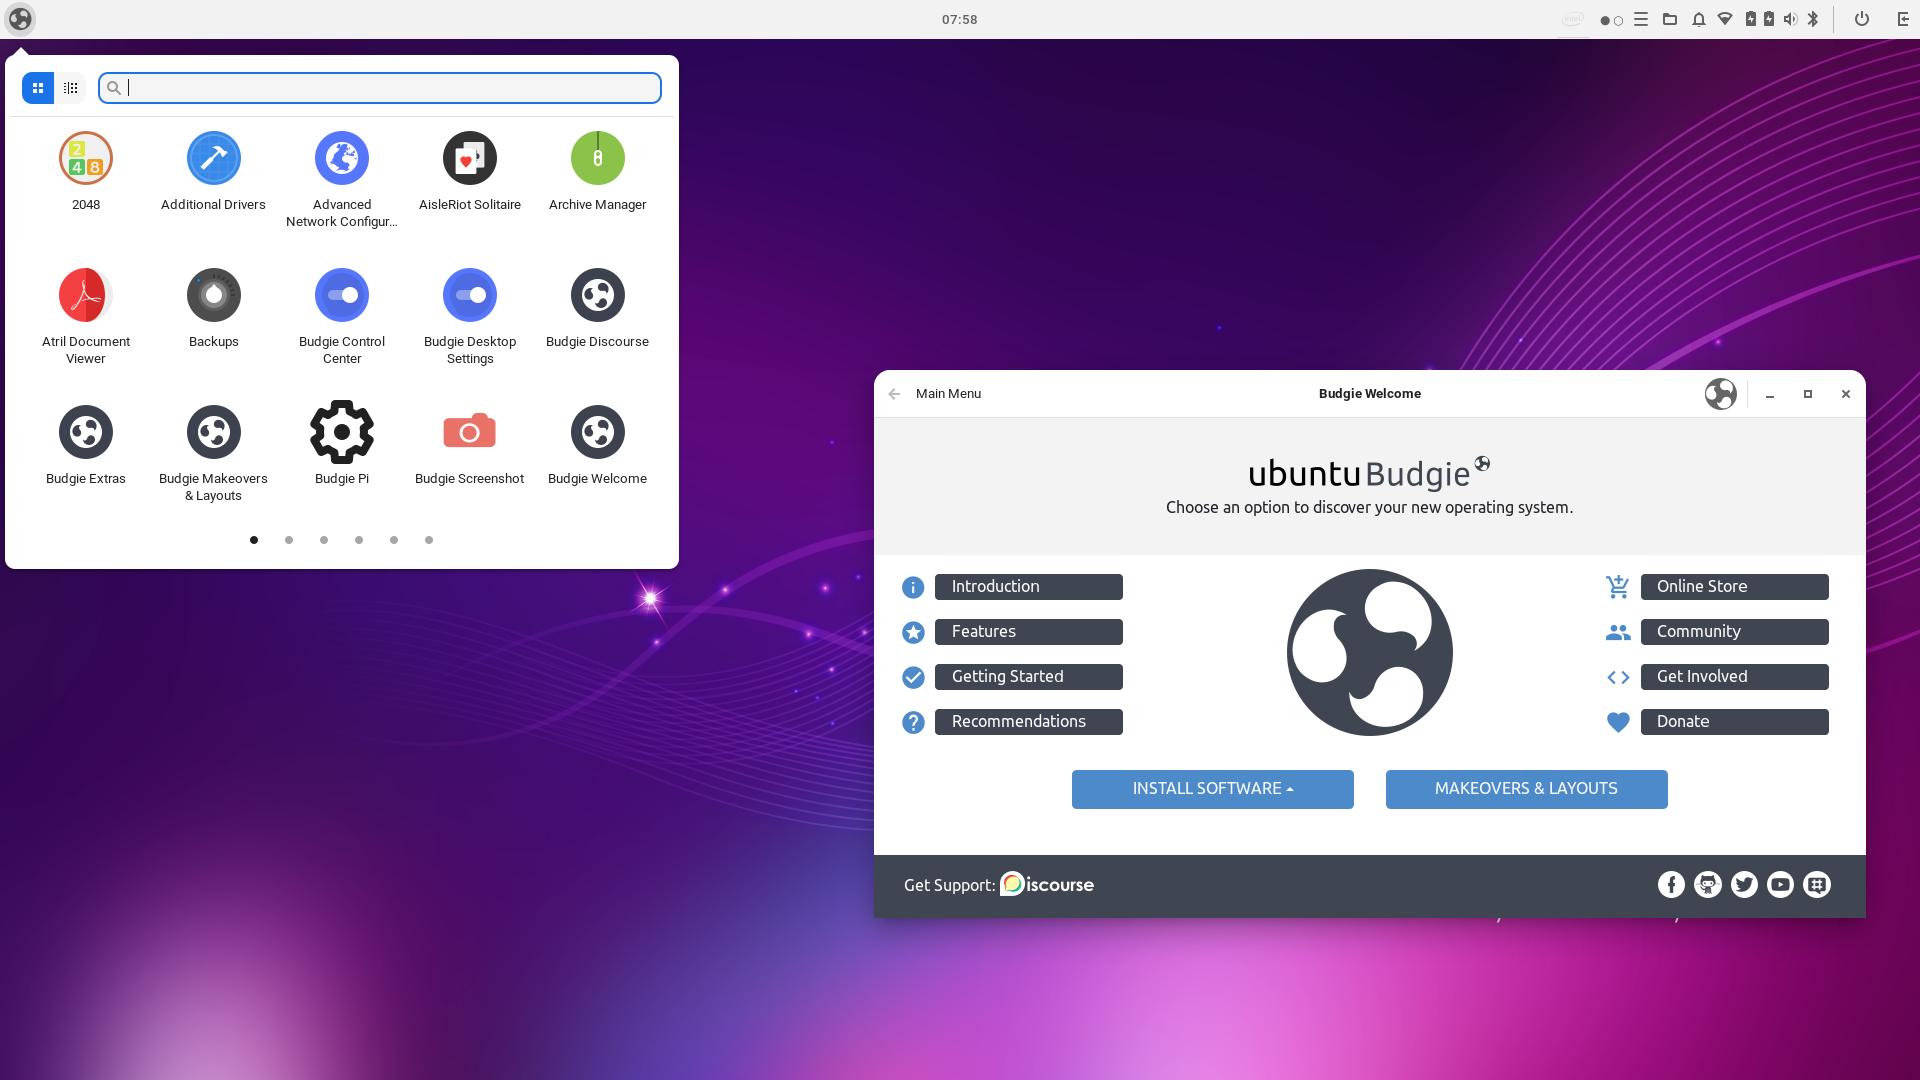 07:58
intel
2048
Additional Drivers
Advanced
Network Configur...
AisleRiot Solitaire
Archive Manager
Atril Document
Viewer
Backups
Budgie Control
Center
Budgie Desktop
Settings
Budgie Discourse
Budgie Extras
Budgie Makeovers
& Layouts
Budgie Pi
Budgie Screenshot
Budgie Welcome
Main Menu
Budgie Welcome
ubuntu Budgie
Choose an option to discover your new operating system.
Introduction
Features
Getting Started
Recommendations
Online Store
Community
Get Involved
Donate
INSTALL SOFTWARE
MAKEOVERS & LAYOUTS
Get Support: Discourse